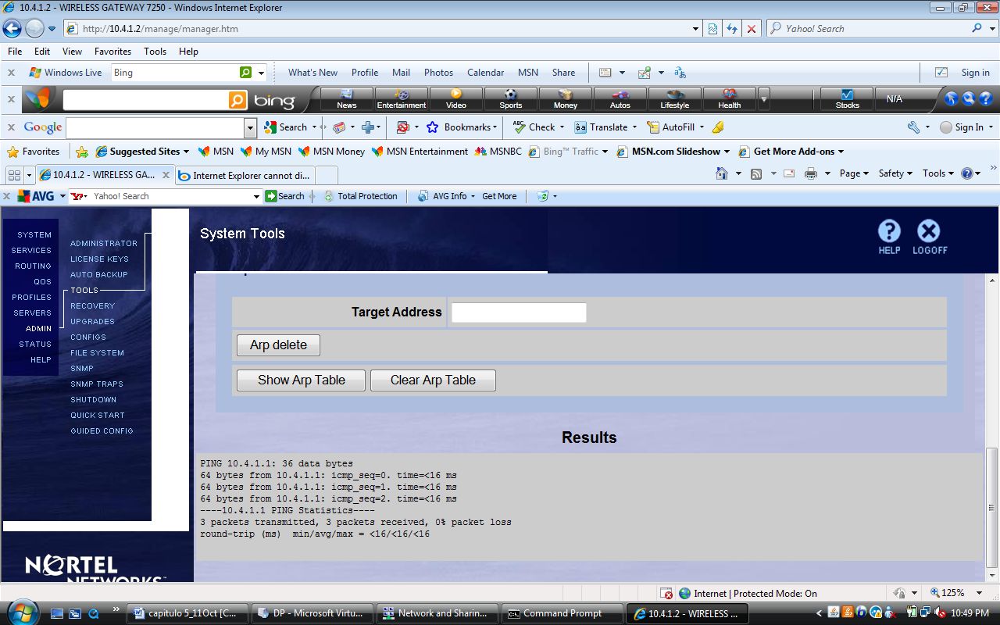 10.4.1.2 - WIRELESS GATEWAY 7250 - Windows Internet Explorer
http://10.4.1.2/manage/manager.htm
Yahoo! Search
File Edit View Favorites Tools Help
x Windows Live Bing What's New Profile Mail Photos Calendar MSN Share Sign in
x bing News Entertainment Video Sports Money Autos Lifestyle Health Stocks N/A
x Google Search Bookmarks Check Translate AutoFill Sign In
Favorites Suggested Sites MSN My MSN MSN Money MSN Entertainment MSNBC Bing™ Traffic MSN.com Slideshow Get More Add-ons
10.4.1.2 - WIRELESS GA... x Internet Explorer cannot di... Page Safety Tools
x AVG Yahoo! Search Search Total Protection AVG Info Get More
SYSTEM
SERVICES
ROUTING
QOS
PROFILES
SERVERS
ADMIN
STATUS
HELP
ADMINISTRATOR
LICENSE KEYS
AUTO BACKUP
TOOLS
RECOVERY
UPGRADES
CONFIGS
FILE SYSTEM
SNMP
SNMP TRAPS
SHUTDOWN
QUICK START
GUIDED CONFIG
NORTEL
NETWORKS™
System Tools
HELP LOGOFF
Target Address
Arp delete
Show Arp Table Clear Arp Table
Results
PING 10.4.1.1: 36 data bytes
64 bytes from 10.4.1.1: icmp_seq=0. time=<16 ms
64 bytes from 10.4.1.1: icmp_seq=1. time=<16 ms
64 bytes from 10.4.1.1: icmp_seq=2. time=<16 ms
----10.4.1.1 PING Statistics----
3 packets transmitted, 3 packets received, 0% packet loss
round-trip (ms)  min/avg/max = <16/<16/<16
Internet | Protected Mode: On 125%
capitulo 5_11Oct [C... DP - Microsoft Virtu... Network and Sharin... Command Prompt 10.4.1.2 - WIRELESS ... 10:49 PM